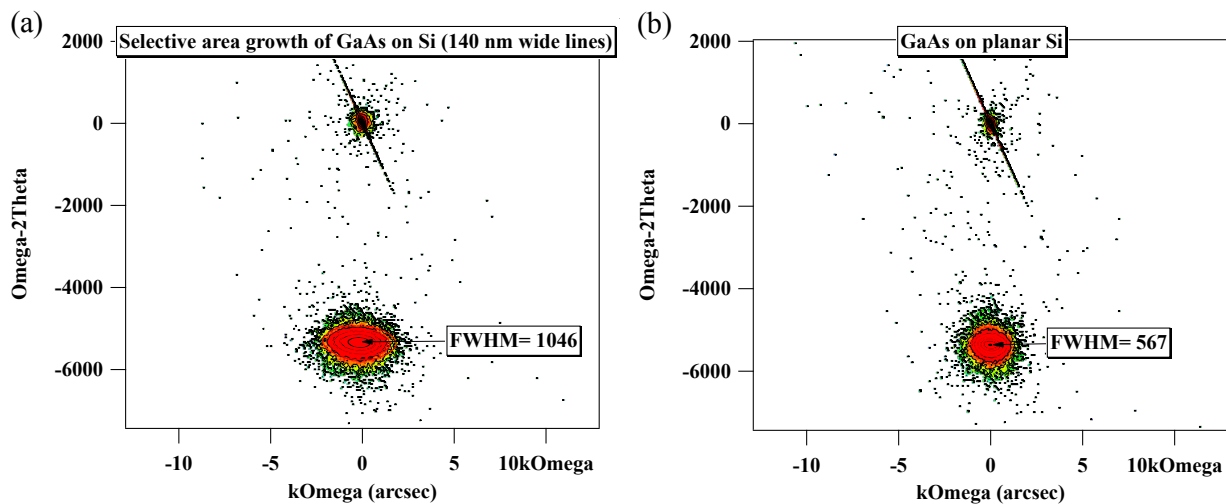 (a)
Selective area growth of GaAs on Si (140 nm wide lines)
2000
0
-2000
-4000
-6000
Omega-2Theta
FWHM= 1046
-10
-5
0
5
10kOmega
kOmega (arcsec)
(b)
GaAs on planar Si
2000
0
-2000
-4000
-6000
Omega-2Theta
FWHM= 567
-10
-5
0
5
10kOmega
kOmega (arcsec)